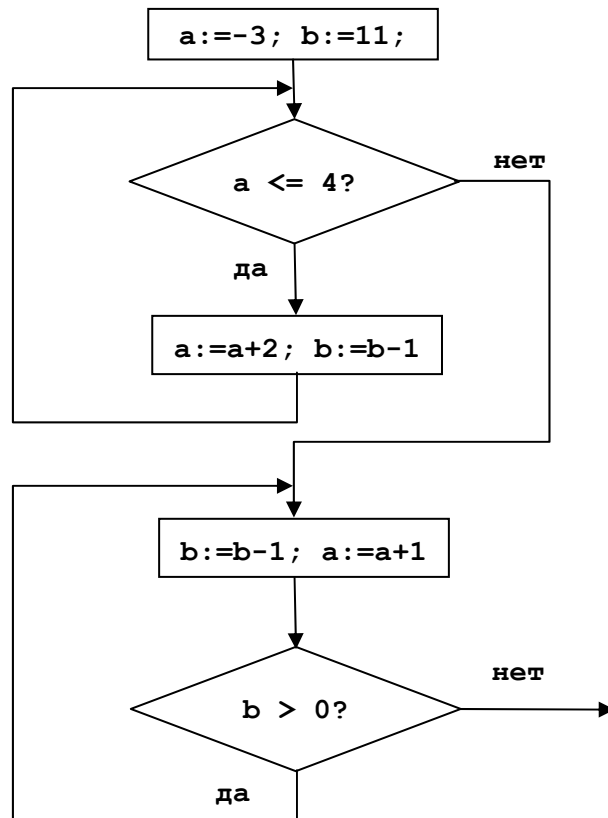 a:=-3; b:=11;
нет
a <= 4?
да
a:=a+2; b:=b-1
b:=b-1; a:=a+1
нет
b > 0?
да